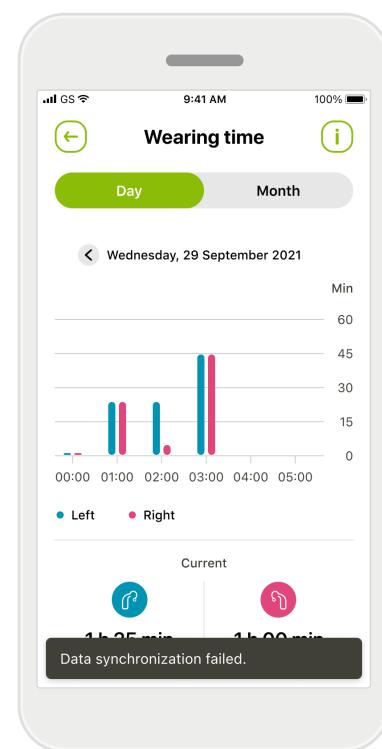 GS 9:41 AM 100%
Wearing time i
Day Month
Wednesday, 29 September 2021
Min
60
45
30
15
0
00:00 01:00 02:00 03:00 04:00 05:00
Left Right
Current
Data synchronization failed.